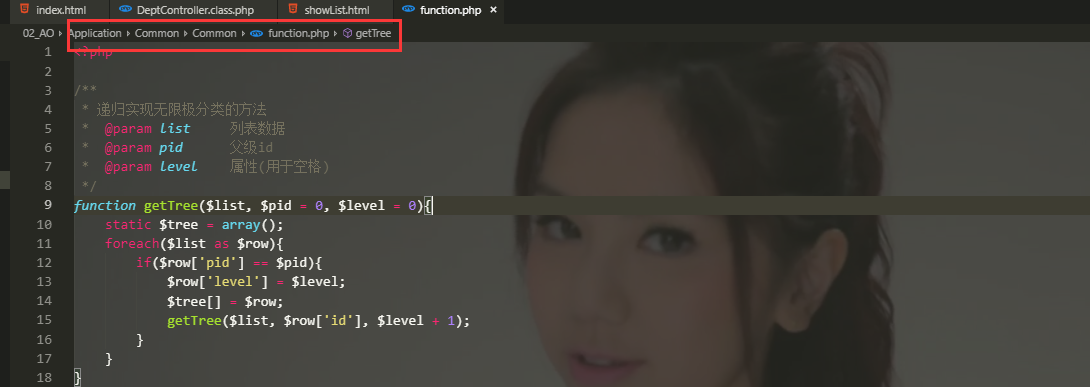 index.html DeptController.class.php showList.html function.php ×
02_AO › Application › Common › Common › function.php › getTree
1 <?php
2
3 /**
4 * 递归实现无限极分类的方法
5 * @param list 列表数据
6 * @param pid 父级id
7 * @param level 属性(用于空格)
8 */
9 function getTree($list, $pid = 0, $level = 0){
10 static $tree = array();
11 foreach($list as $row){
12 if($row['pid'] == $pid){
13 $row['level'] = $level;
14 $tree[] = $row;
15 getTree($list, $row['id'], $level + 1);
16 }
17 }
18 }